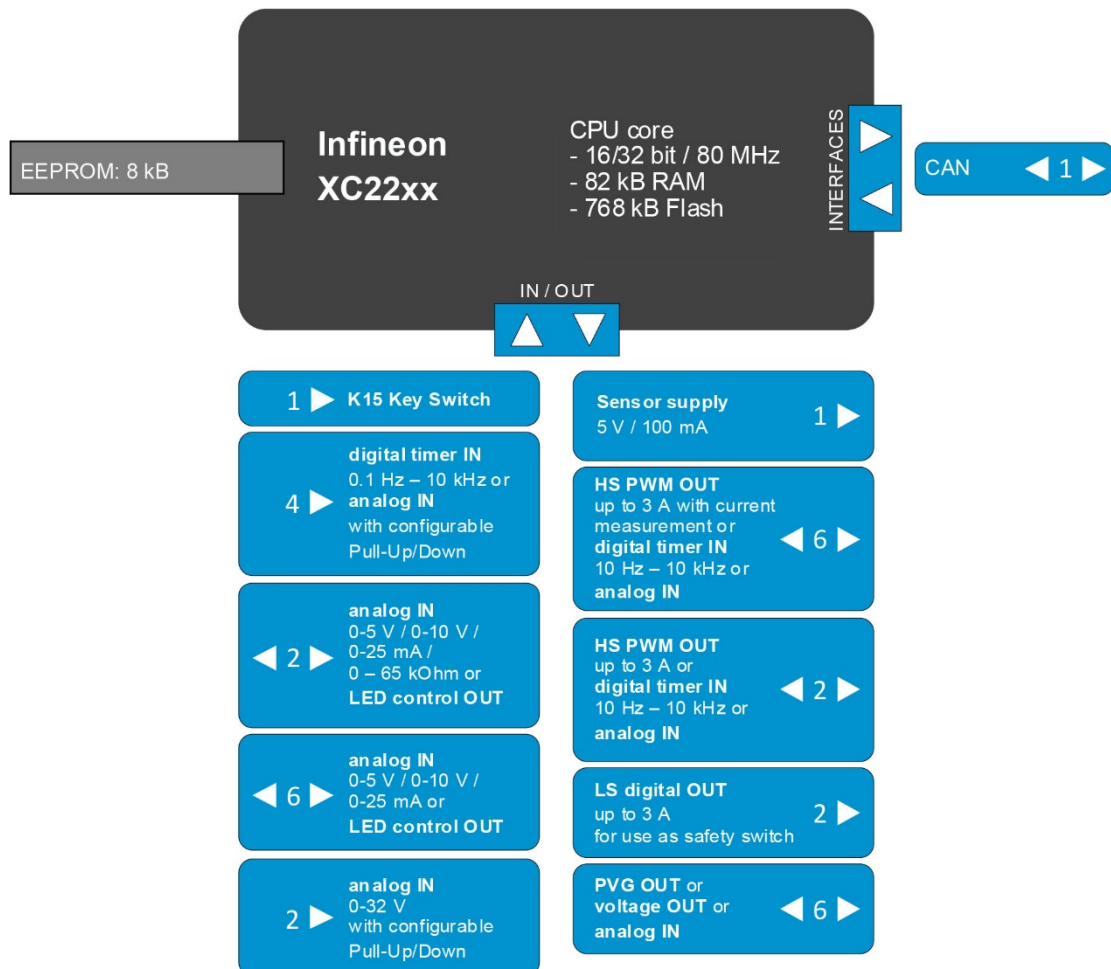 EEPROM: 8 kB
Infineon
XC22xx
CPU core
- 16/32 bit / 80 MHz
- 82 kB RAM
- 768 kB Flash
INTERFACES
CAN 1
IN / OUT
1 K15 Key Switch
4
digital timer IN
0.1 Hz – 10 kHz or
analog IN
with configurable
Pull-Up/Down
2
analog IN
0-5 V / 0-10 V /
0-25 mA /
0 – 65 kOhm or
LED control OUT
6
analog IN
0-5 V / 0-10 V /
0-25 mA or
LED control OUT
2
analog IN
0-32 V
with configurable
Pull-Up/Down
Sensor supply
5 V / 100 mA
1
HS PWM OUT
up to 3 A with current
measurement or
digital timer IN
10 Hz – 10 kHz or
analog IN
6
HS PWM OUT
up to 3 A or
digital timer IN
10 Hz – 10 kHz or
analog IN
2
LS digital OUT
up to 3 A
for use as safety switch
2
PVG OUT or
voltage OUT or
analog IN
6